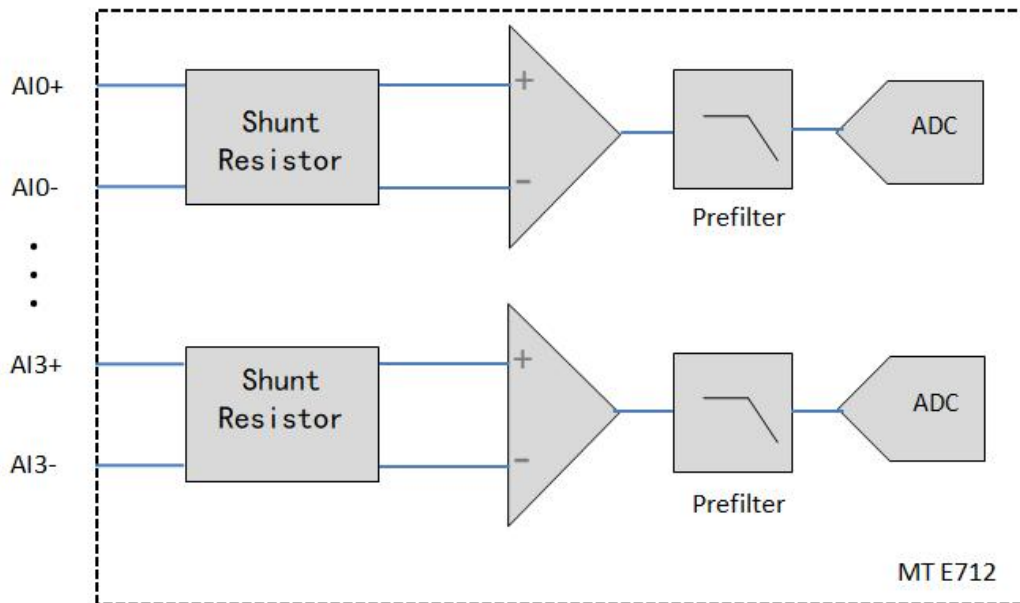 AI0+
Shunt
Resistor
+
ADC
AI0-
-
Prefilter
AI3+
Shunt
Resistor
+
ADC
AI3-
-
Prefilter
MT E712